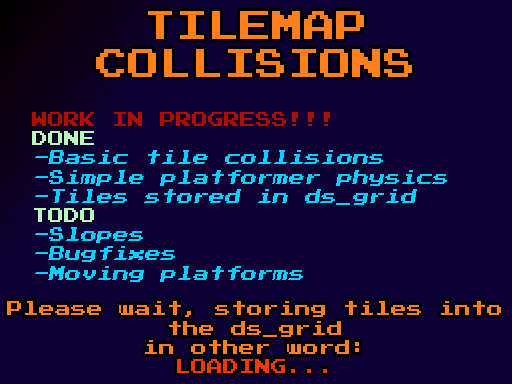 TILEMAP
COLLISIONS
WORK IN PROGRESS!!!
DONE
-Basic tile collisions
-Simple platformer physics
-Tiles stored in ds_grid
TODO
-Slopes
-Bugfixes
-Moving platforms
Please wait, storing tiles into
the ds_grid
in other word:
LOADING...